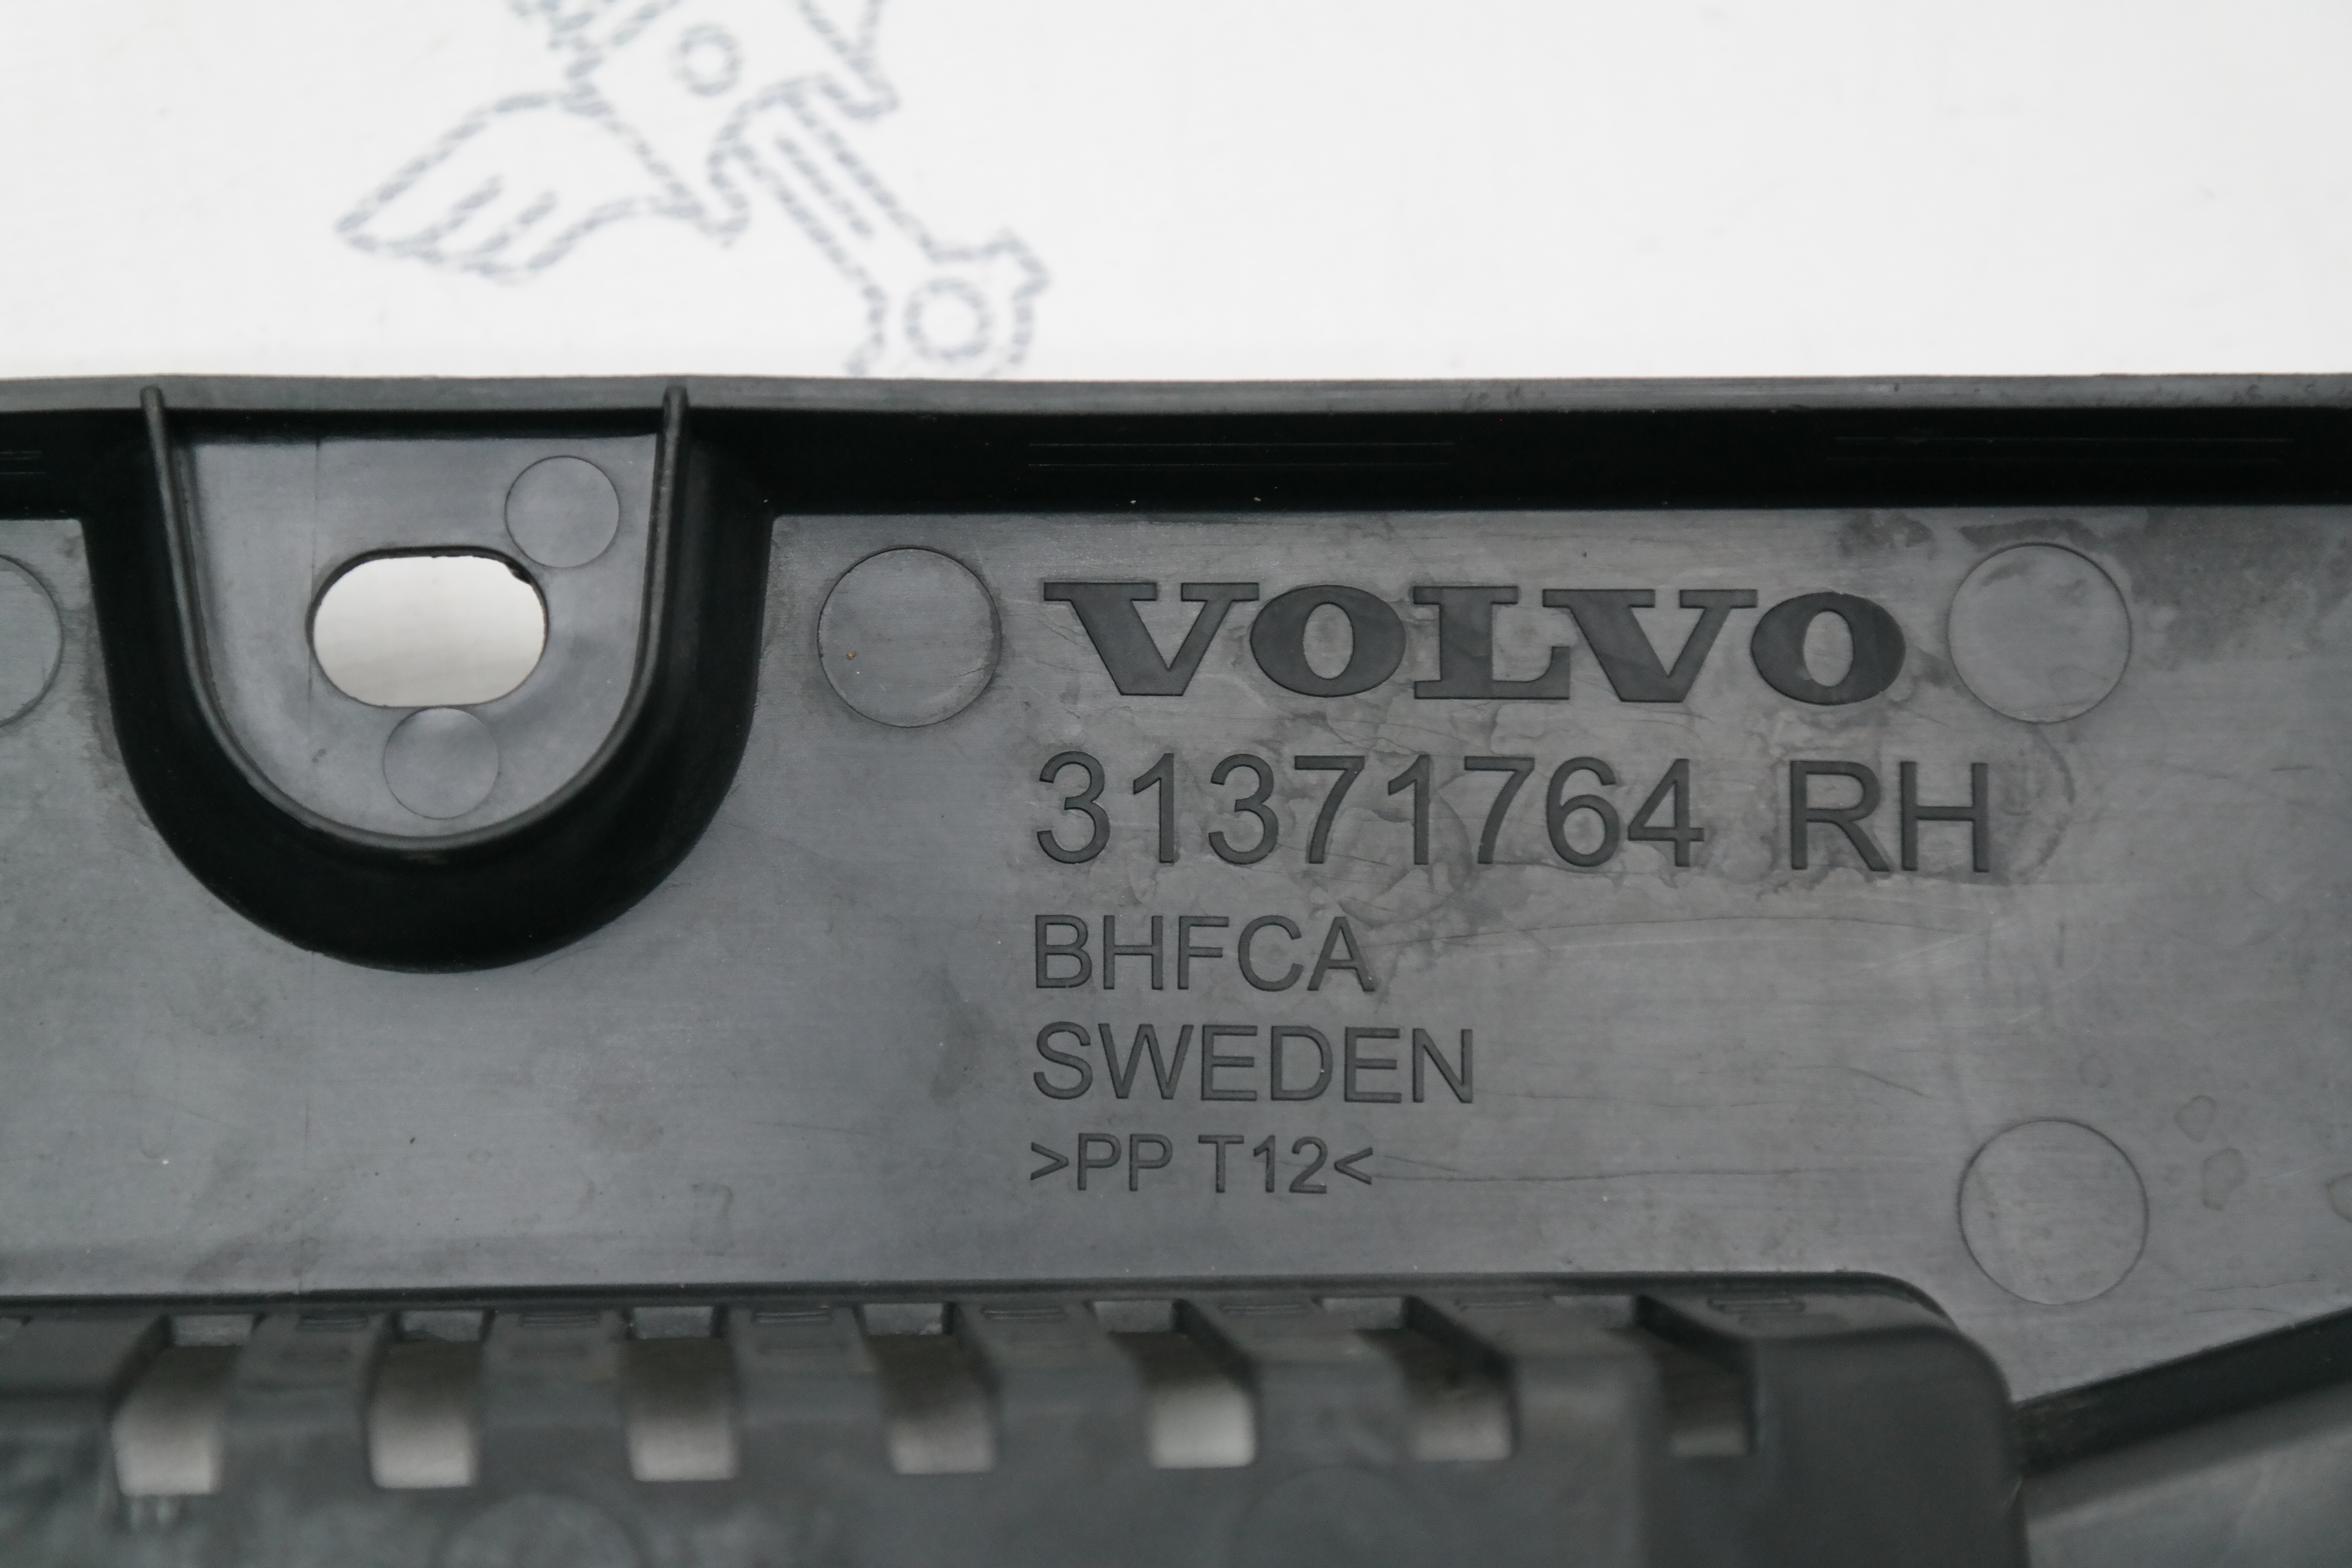 VOLVO
31371764 RH
BHFCA
SWEDEN
>PP T12<